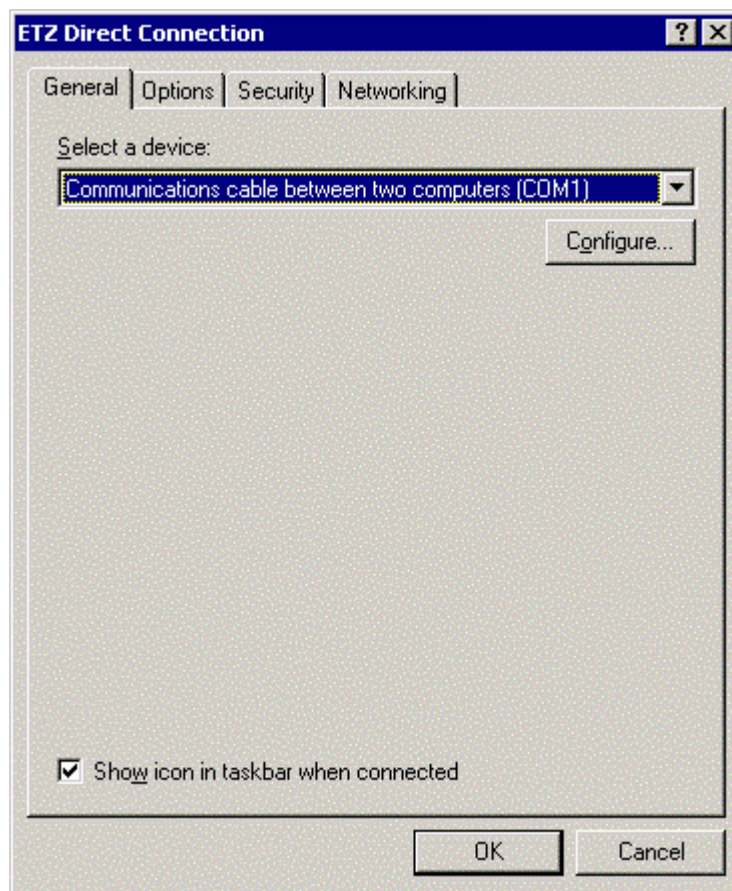 ETZ Direct Connection
General Options Security Networking
Select a device:
Communications cable between two computers (COM1)
Configure...
Show icon in taskbar when connected
OK Cancel